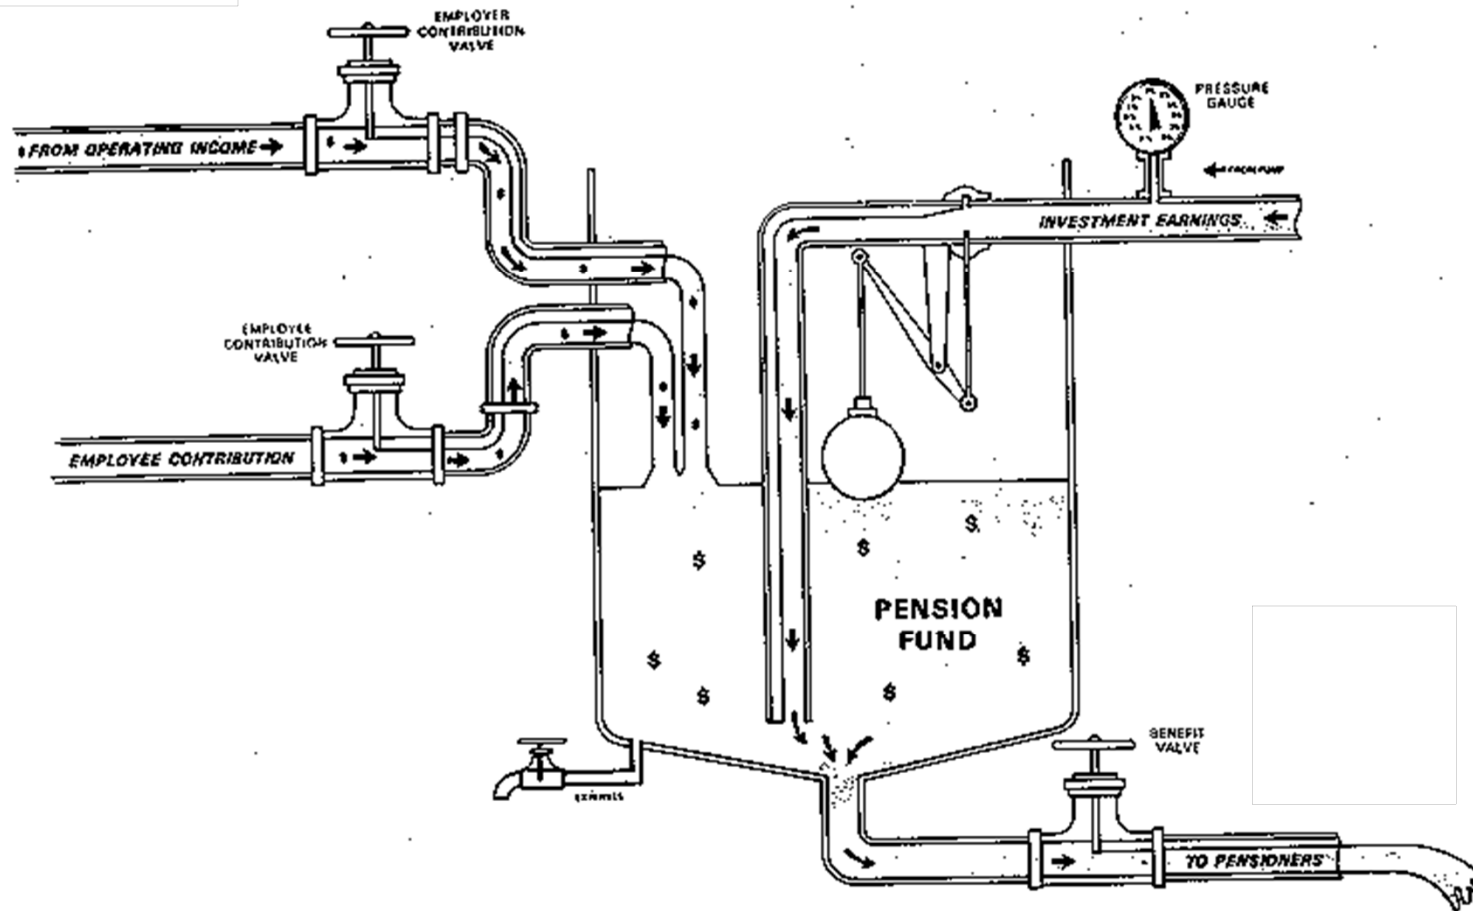 EMPLOYER
CONTRIBUTION
VALVE
$ FROM OPERATING INCOME
$
PRESSURE
GAUGE
INVESTMENT EARNINGS
EMPLOYEE
CONTRIBUTION
VALVE
EMPLOYEE CONTRIBUTION
$
$
$
$
$
PENSION
FUND
$
$
$
$
BENEFIT
VALVE
EXPENSES
TO PENSIONERS